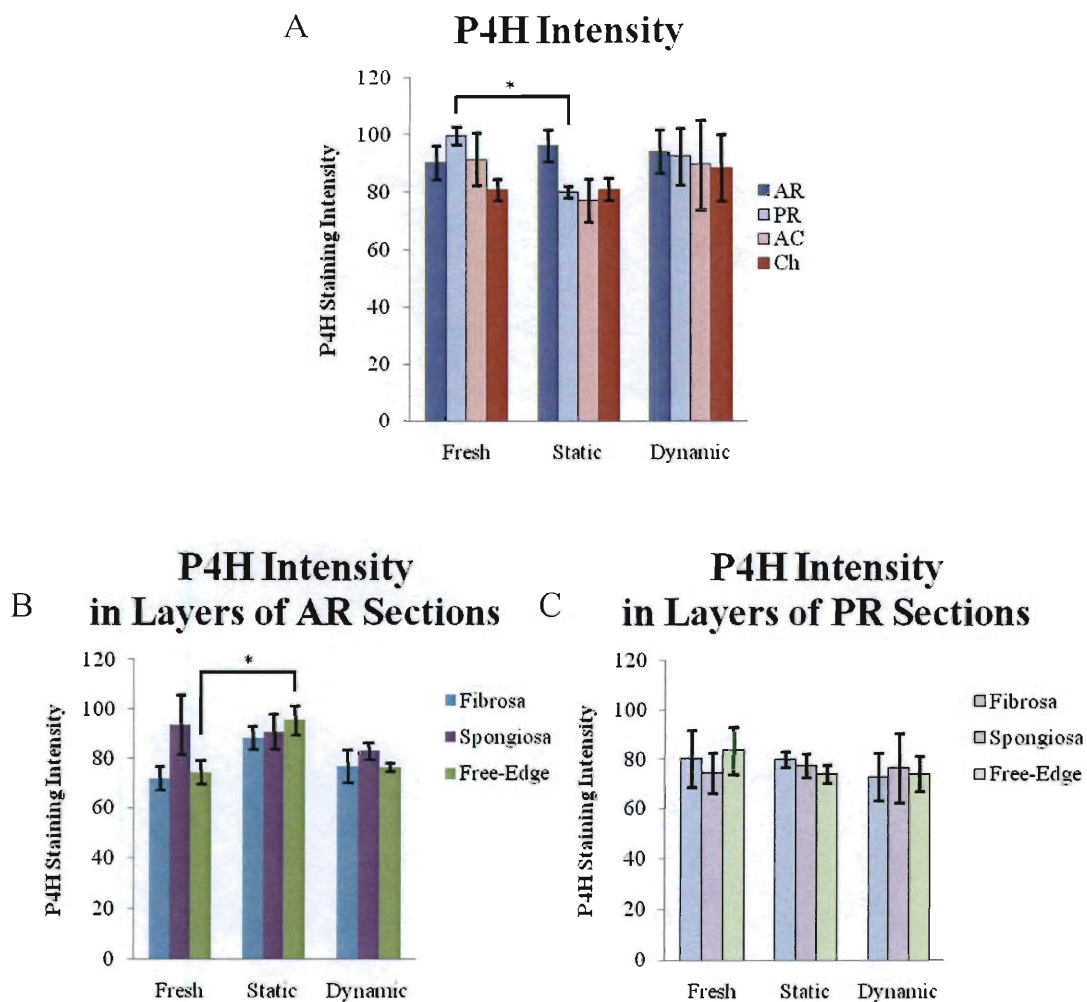 A
P4H Intensity
*
120
100
80
60
40
20
0
P4H Staining Intensity
Fresh
Static
Dynamic
AR
PR
AC
Ch
B
P4H Intensity
in Layers of AR Sections
*
120
100
80
60
40
20
0
P4H Staining Intensity
Fresh
Static
Dynamic
Fibrosa
Spongiosa
Free-Edge
C
P4H Intensity
in Layers of PR Sections
120
100
80
60
40
20
0
P4H Staining Intensity
Fresh
Static
Dynamic
Fibrosa
Spongiosa
Free-Edge